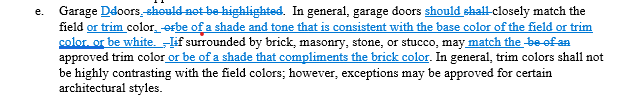 e. Garage Ddoors, should not be highlighted. In general, garage doors should shall closely match the
field or trim color, or be of a shade and tone that is consistent with the base color of the field or trim
color, or be white. , Iif surrounded by brick, masonry, stone, or stucco, may match the be of an
approved trim color or be of a shade that compliments the brick color. In general, trim colors shall not
be highly contrasting with the field colors; however, exceptions may be approved for certain
architectural styles.